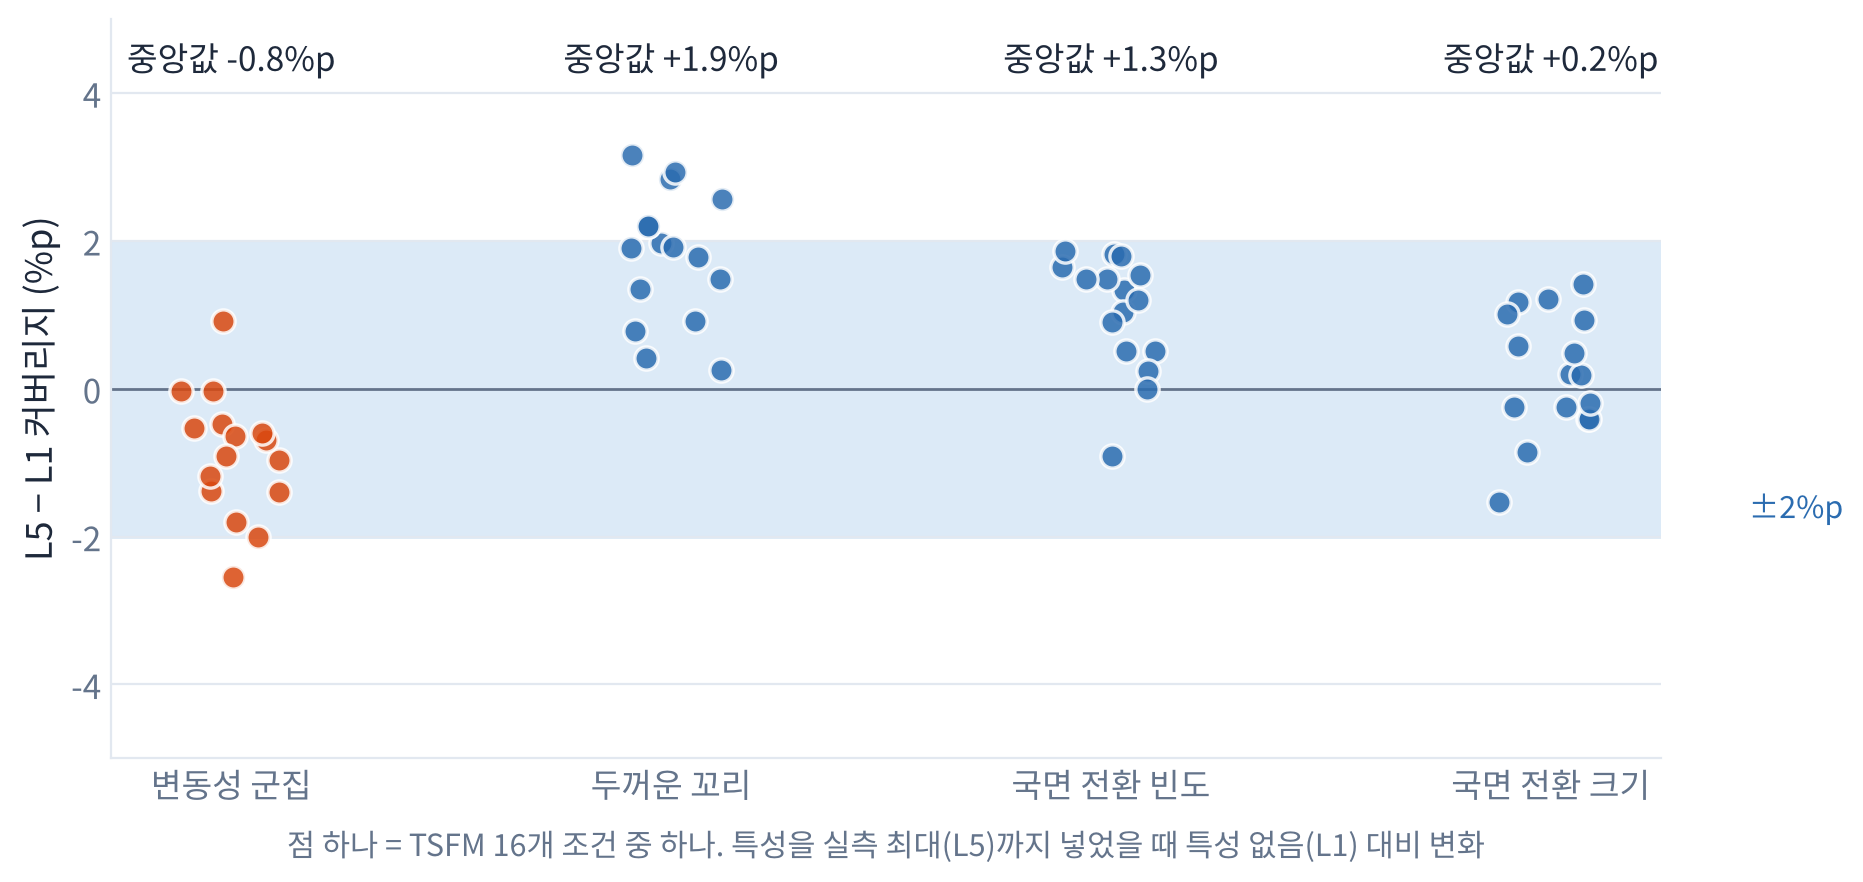 중앙값 -0.8%p
중앙값 +1.9%p
중앙값 +1.3%p
중앙값 +0.2%p
L5 – L1 커버리지 (%p)
4
2
0
-2
-4
±2%p
변동성 군집
두꺼운 꼬리
국면 전환 빈도
국면 전환 크기
점 하나 = TSFM 16개 조건 중 하나. 특성을 실측 최대(L5)까지 넣었을 때 특성 없음(L1) 대비 변화